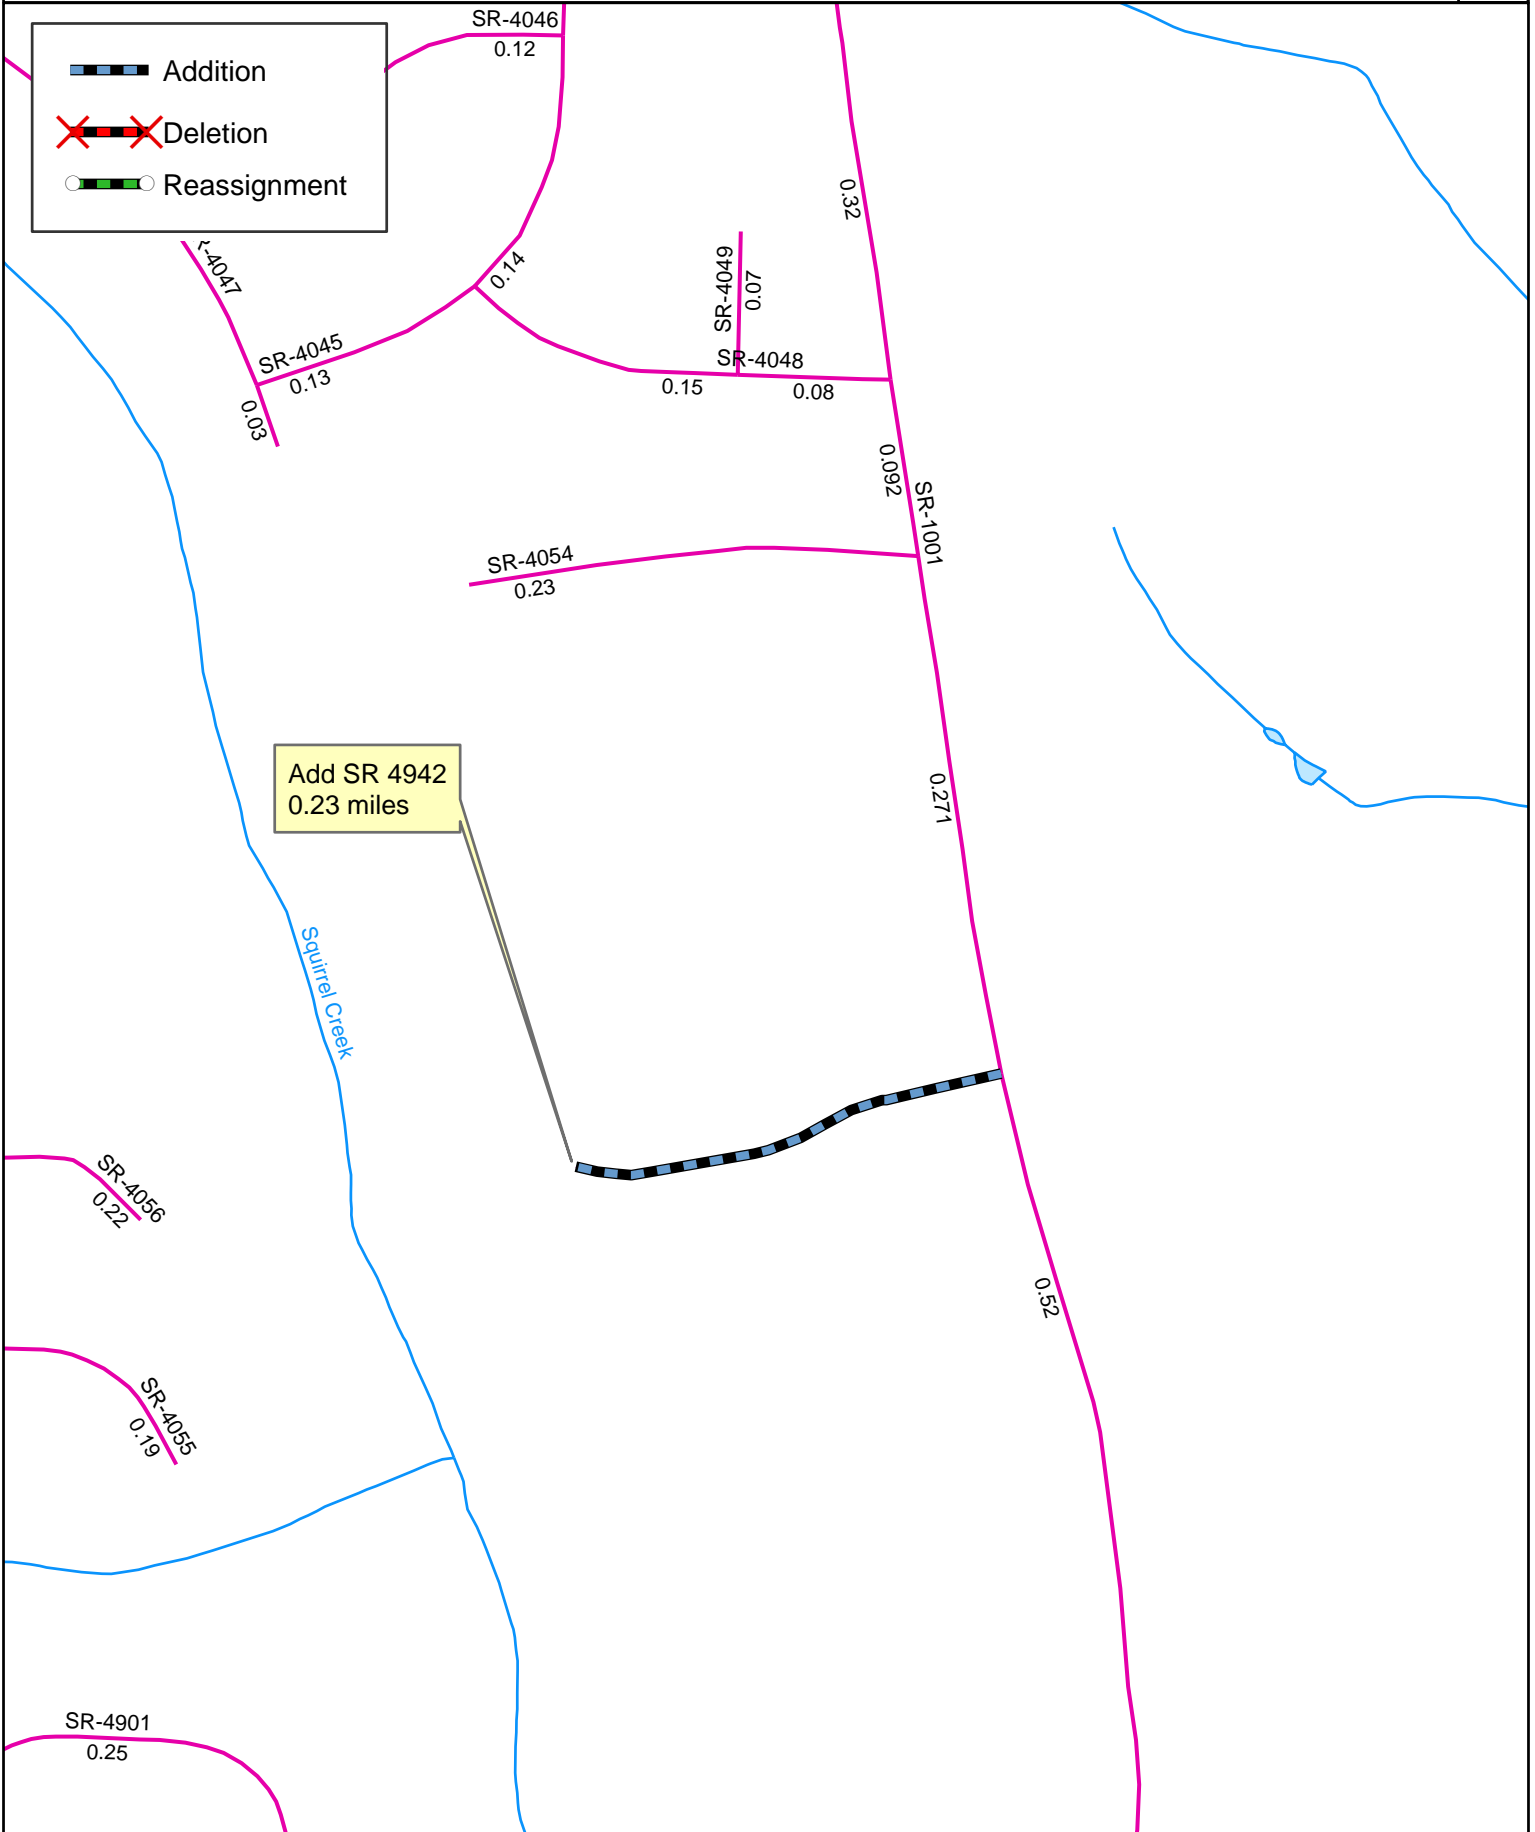 SR-4046
0.12
Addition
Deletion
Reassignment
0.32
R-4047
0.14
SR-4049
0.07
SR-4045
0.13
SR-4048
0.15
0.08
0.03
0.092
SR-1001
SR-4054
0.23
Add SR 4942
0.23 miles
0.271
Squirrel Creek
SR-4056
0.22
0.52
SR-4055
0.19
SR-4901
0.25